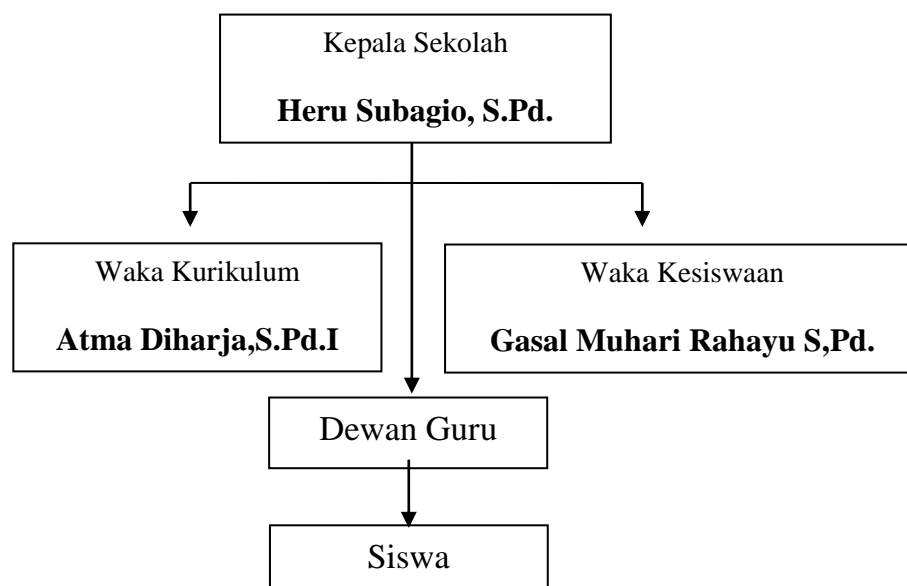 Kepala Sekolah
Heru Subagio, S.Pd.
Waka Kurikulum
Atma Diharja,S.Pd.I
Waka Kesiswaan
Gasal Muhari Rahayu S,Pd.
Dewan Guru
Siswa